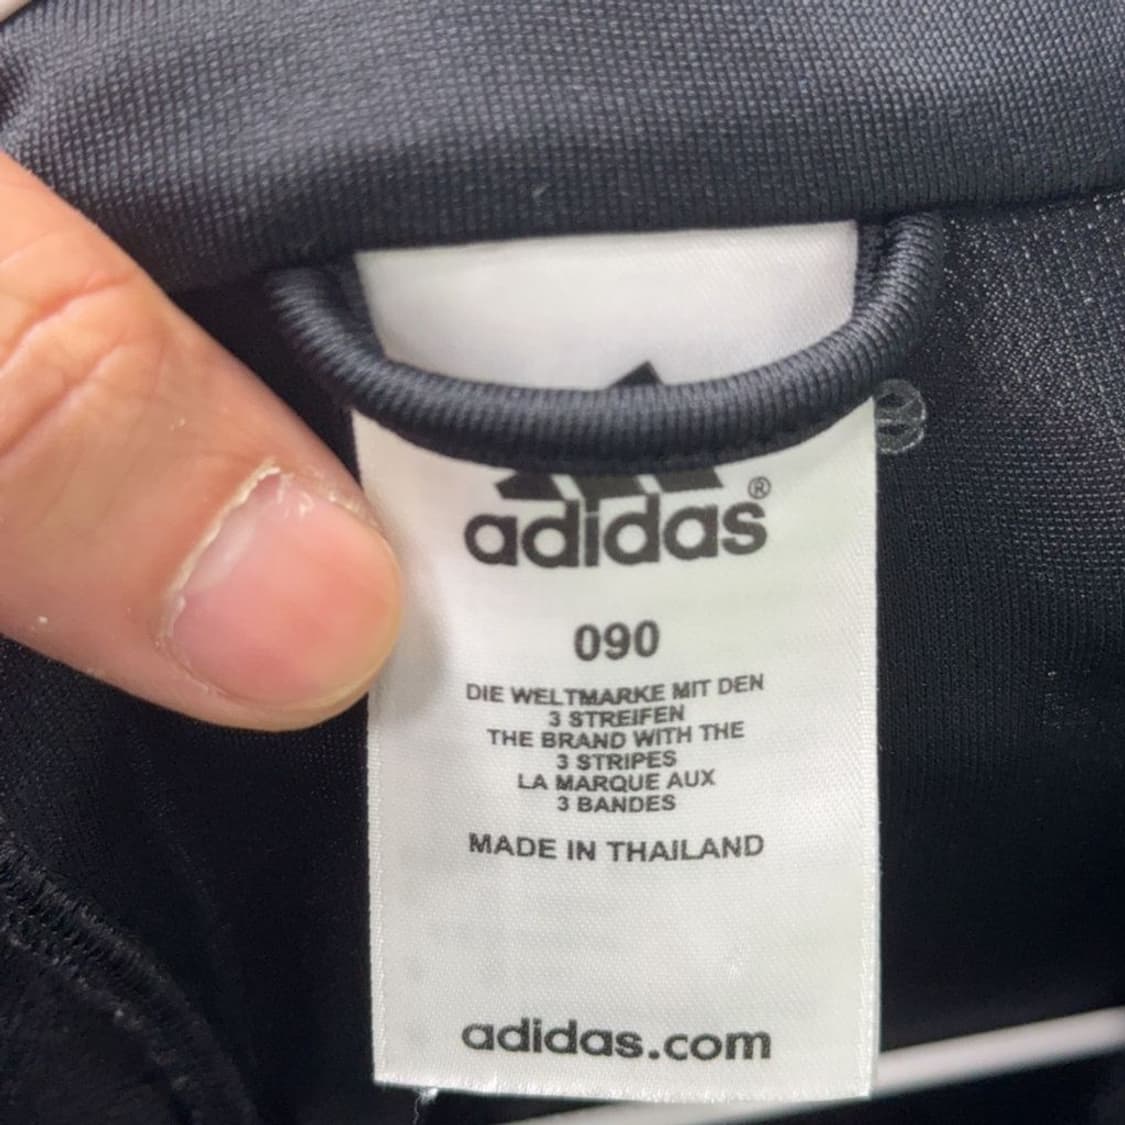 adidas®
090
DIE WELTMARKE MIT DEN
3 STREIFEN
THE BRAND WITH THE
3 STRIPES
LA MARQUE AUX
3 BANDES
MADE IN THAILAND
adidas.com